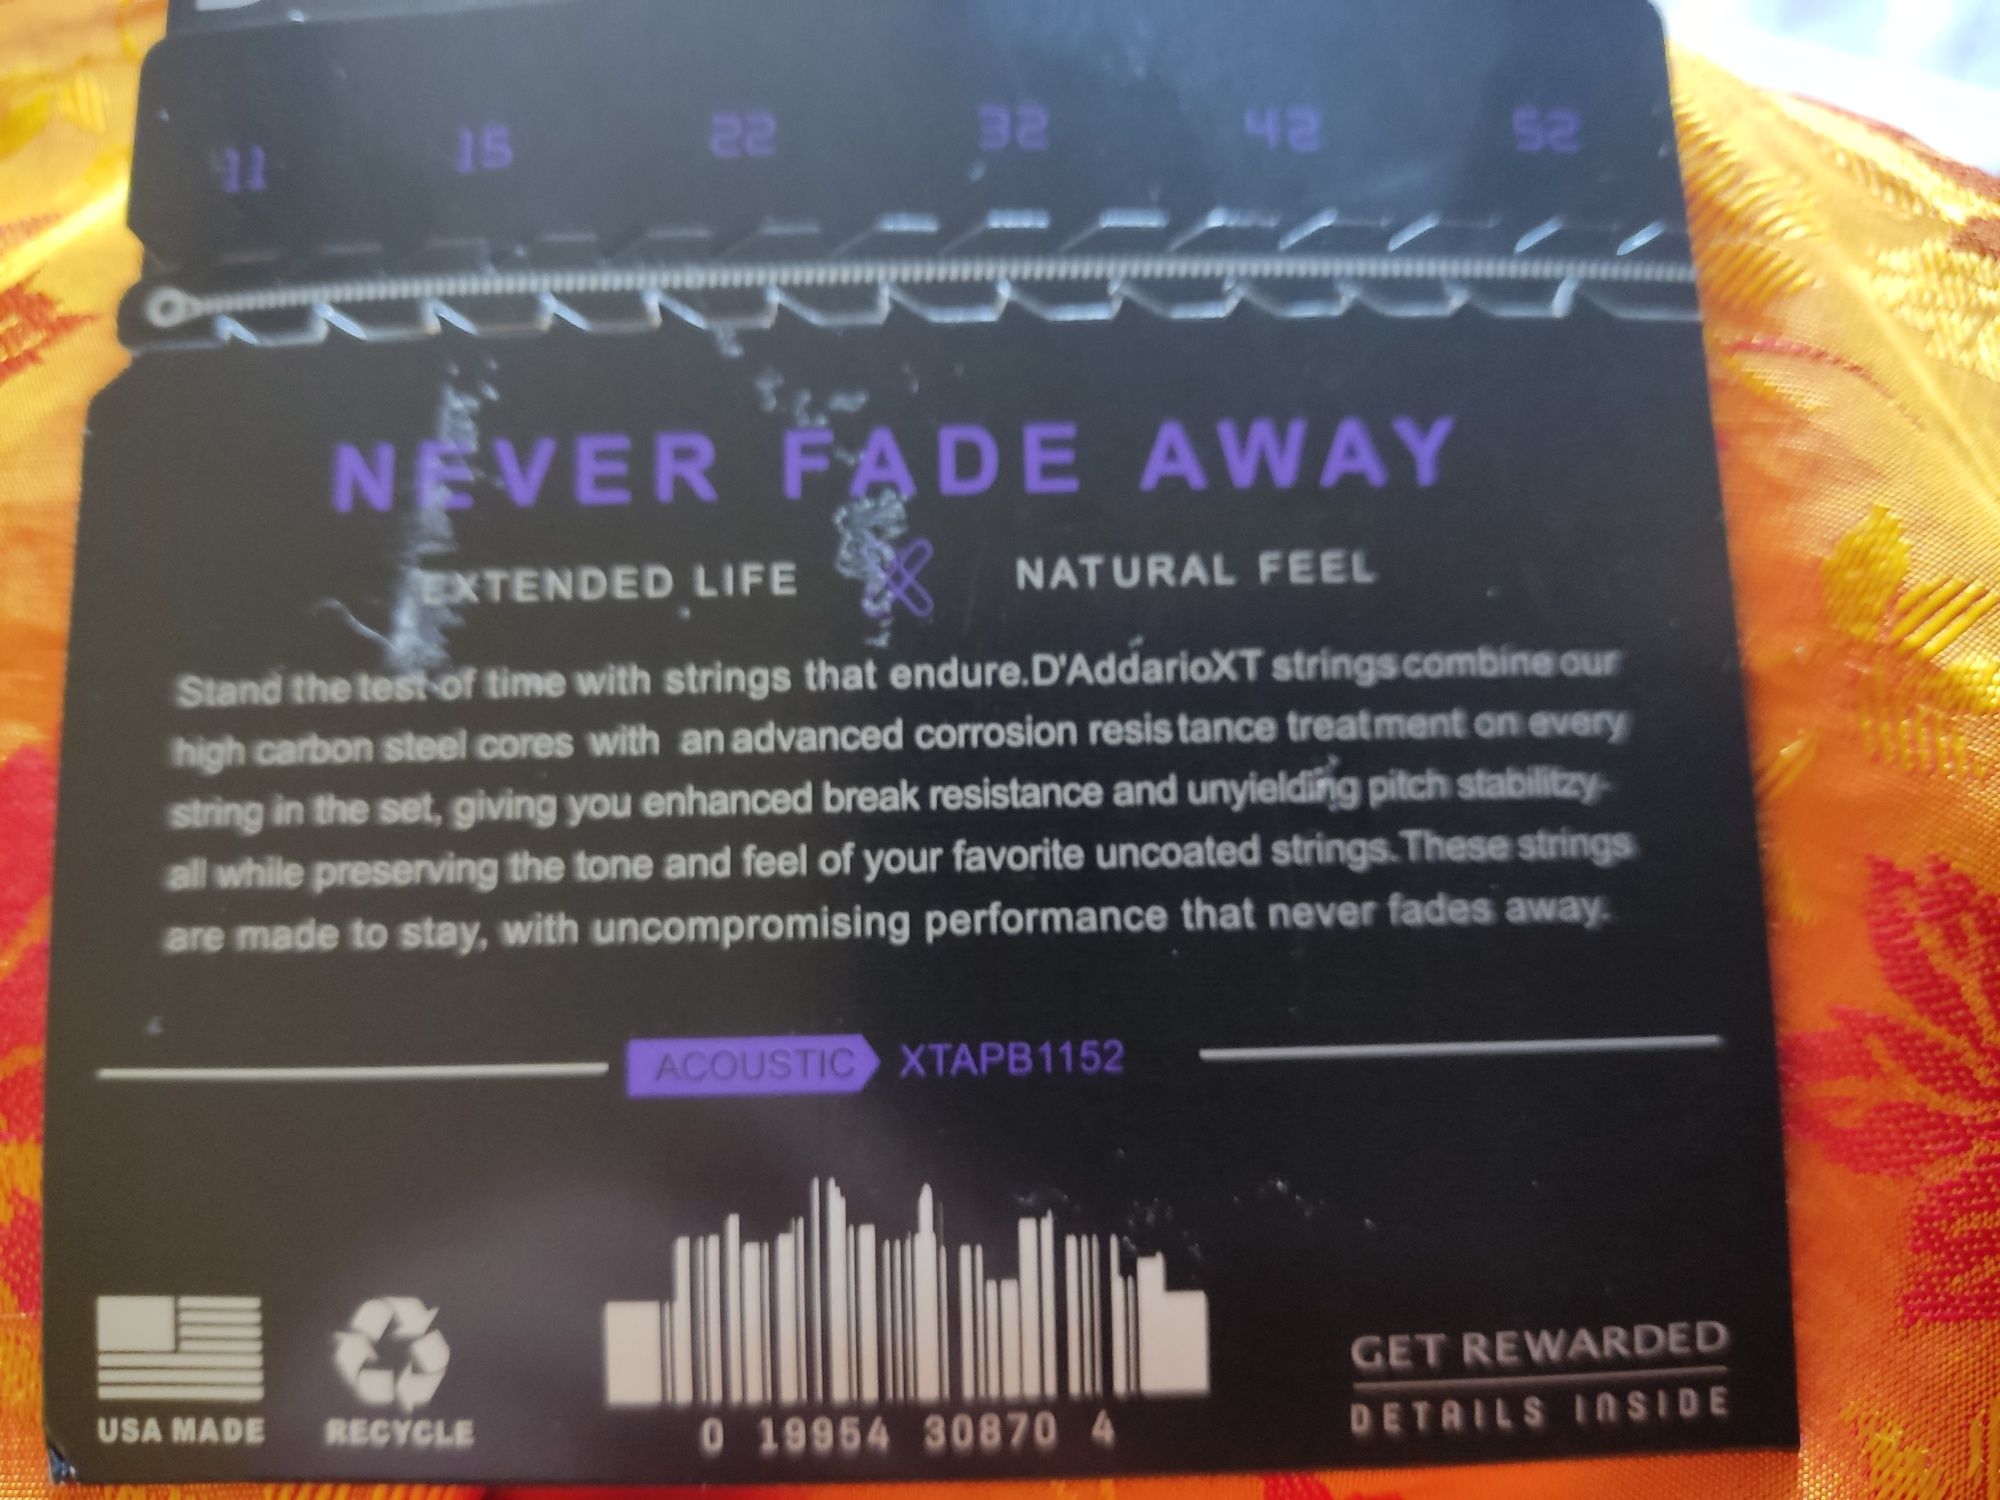 11 15 22 32 42 52
NEVER FADE AWAY
EXTENDED LIFE X NATURAL FEEL
Stand the test of time with strings that endure.D'AddarioXT strings combine our
high carbon steel cores with an advanced corrosion resis tance treatment on every
string in the set, giving you enhanced break resistance and unyielding pitch stabilitzy-
all while preserving the tone and feel of your favorite uncoated strings.These strings
are made to stay, with uncompromising performance that never fades away.
ACOUSTIC XTAPB1152
USA MADE
RECYCLE
0 19954 30870 4
GET REWARDED
DETAILS INSIDE